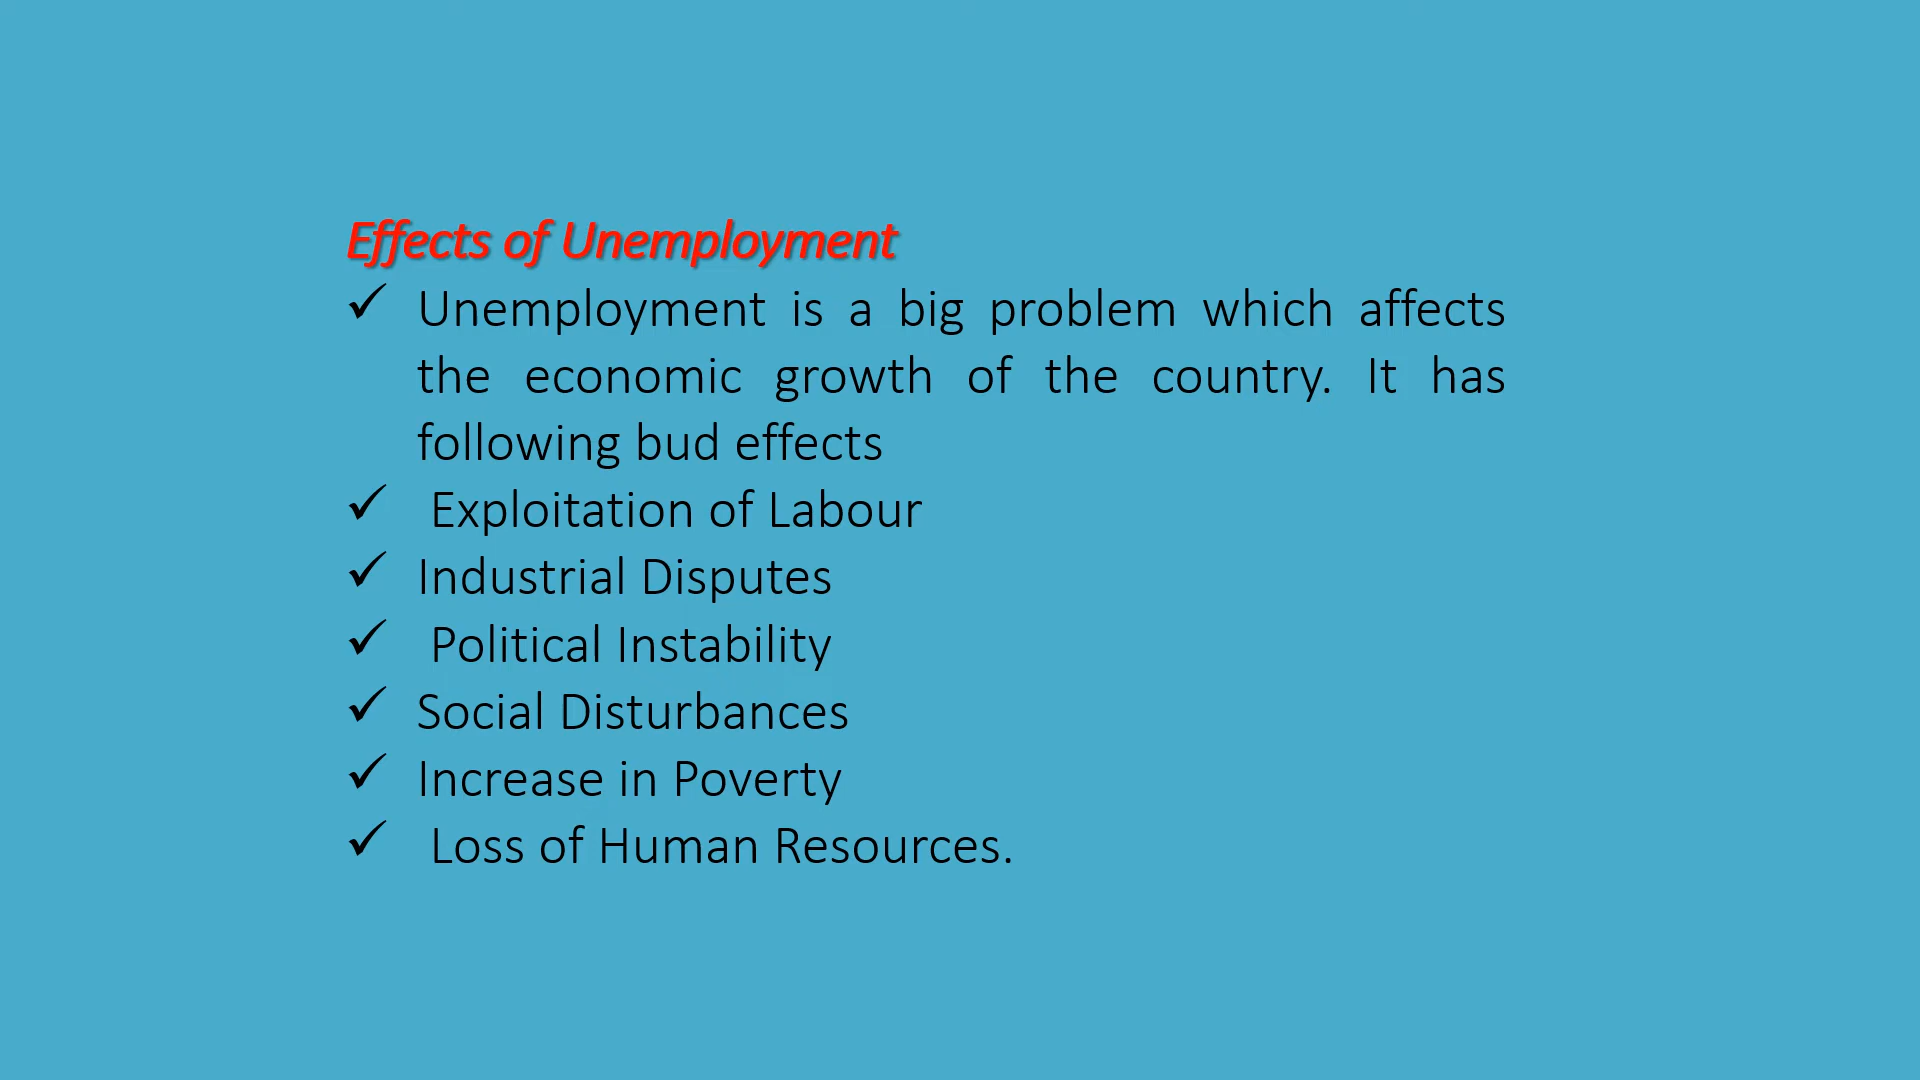 Effects of Unemployment
✓ Unemployment is a big problem which affects
the economic growth of the country. It has
following bud effects
✓ Exploitation of Labour
✓ Industrial Disputes
✓ Political Instability
✓ Social Disturbances
✓ Increase in Poverty
✓ Loss of Human Resources.